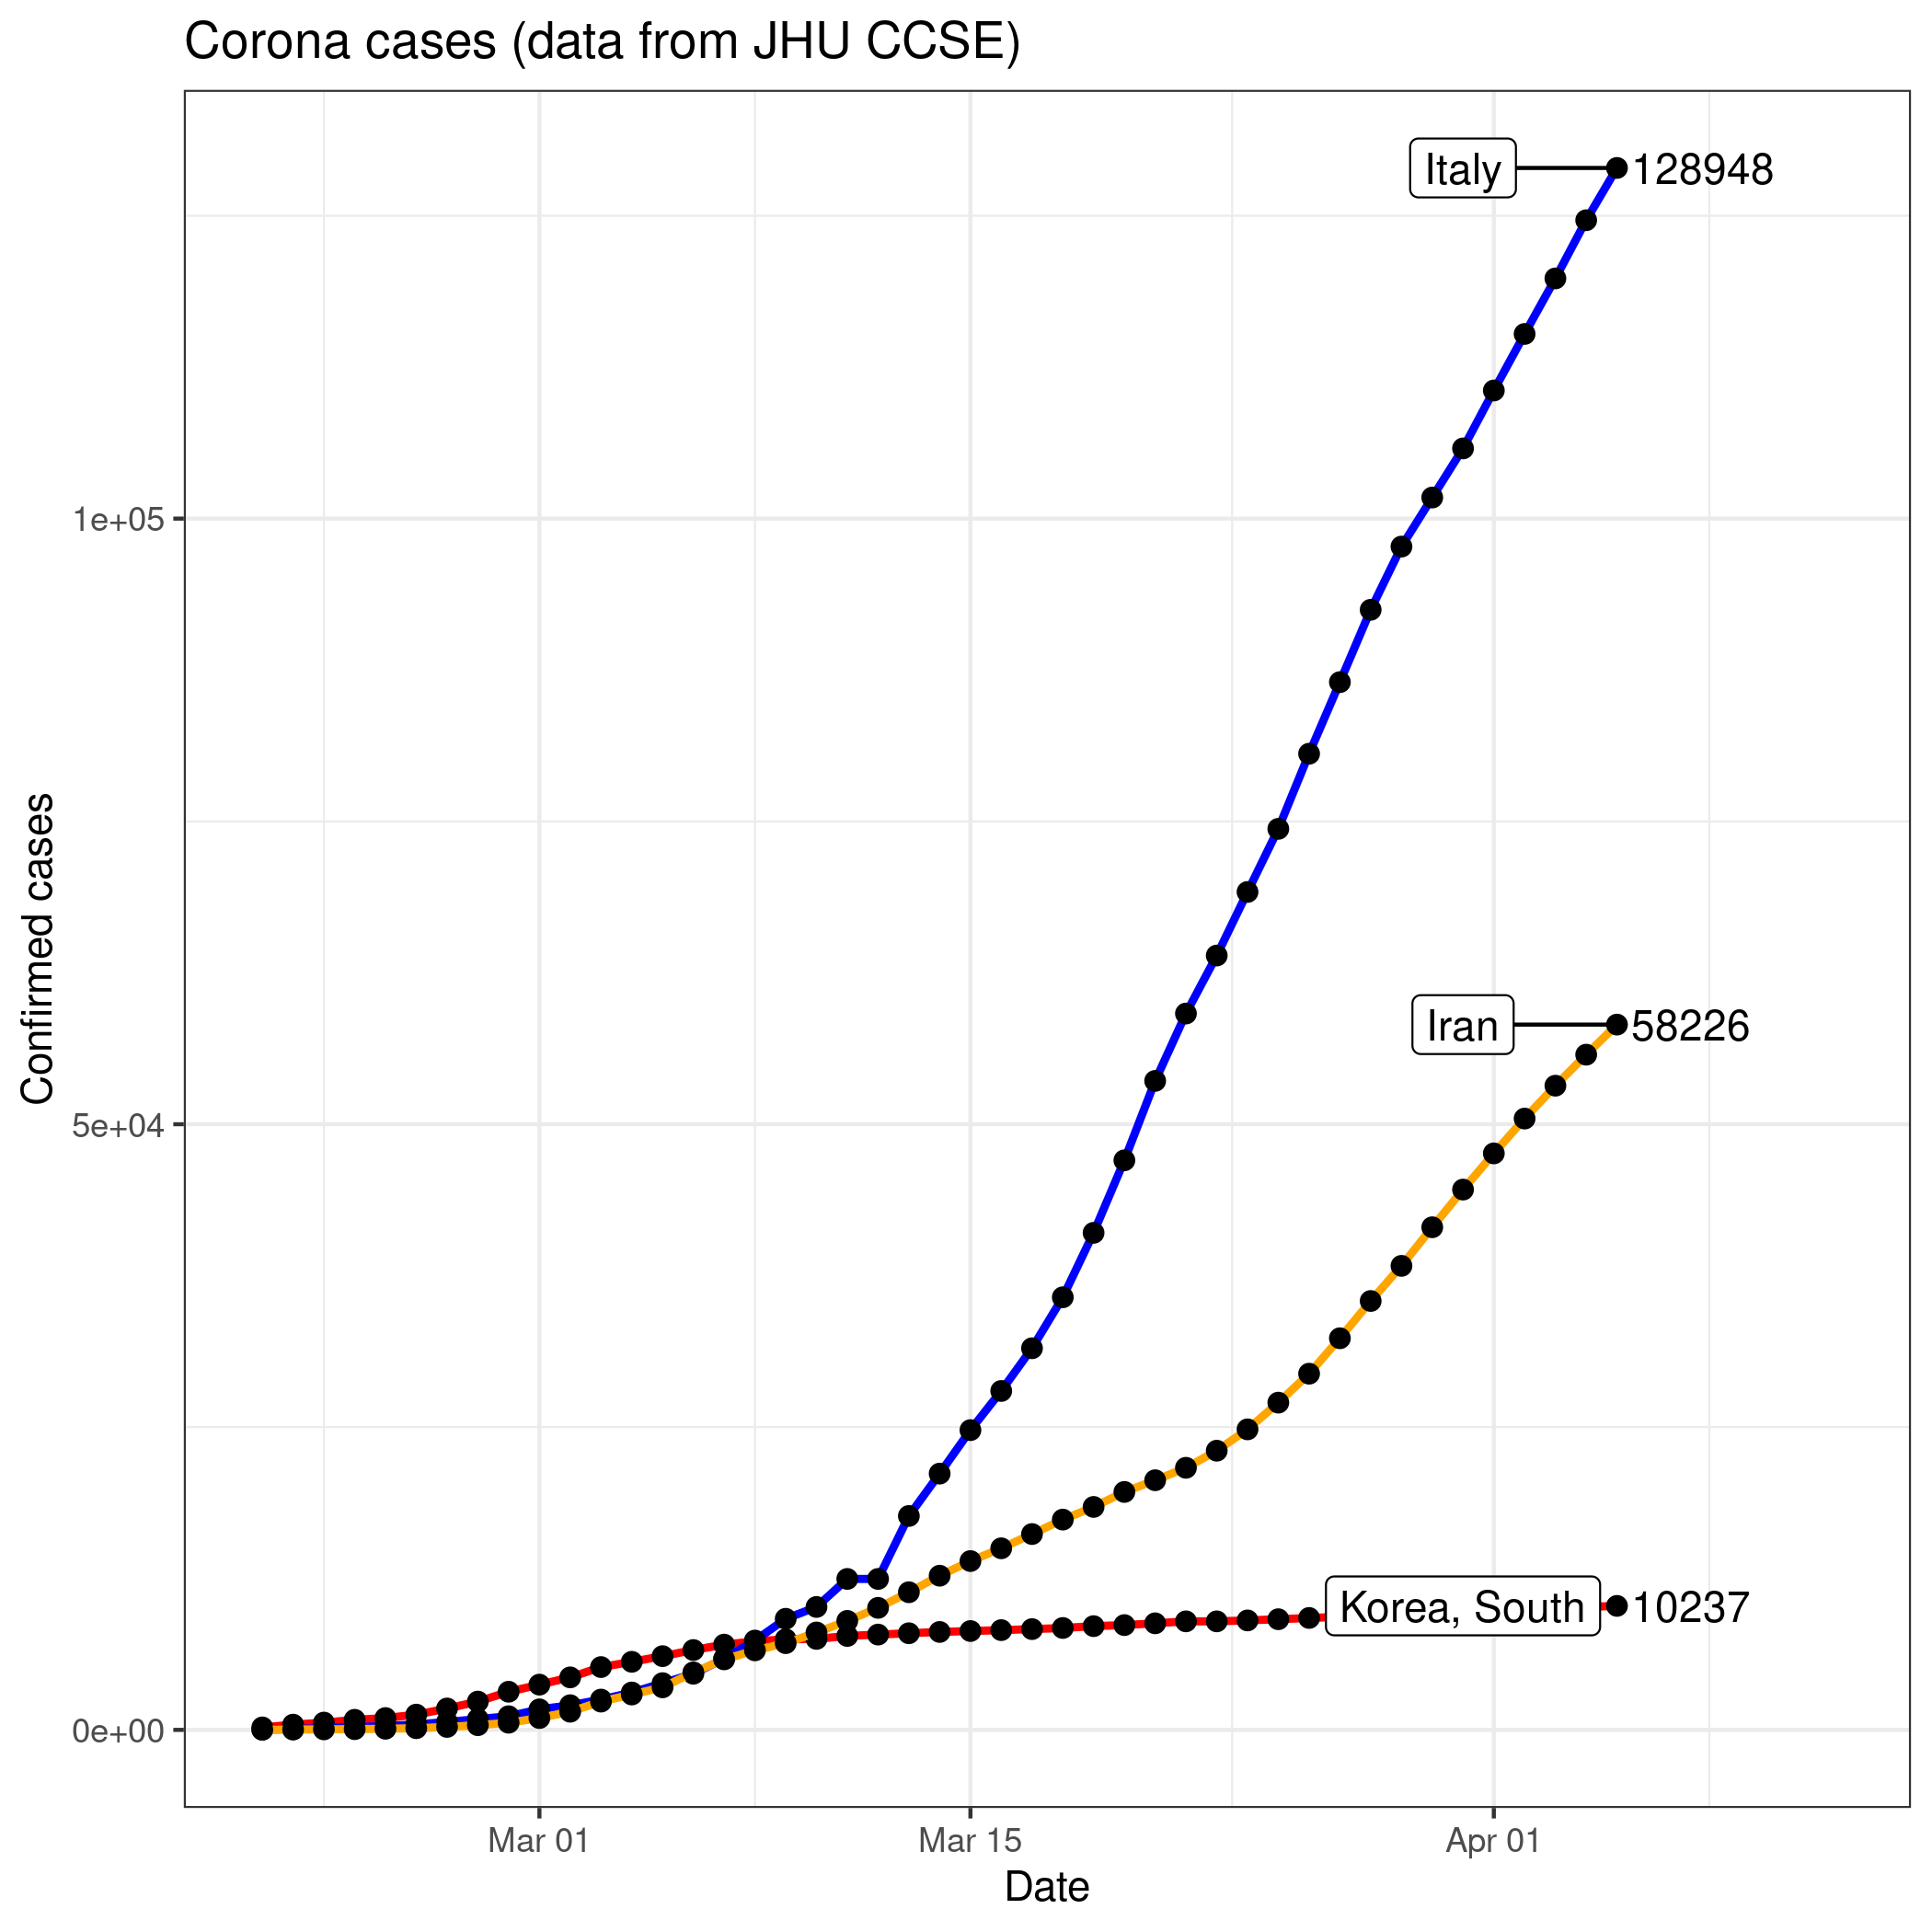 Corona cases (data from JHU CCSE)
Italy 128948
1e+05
Confirmed cases
Iran 58226
5e+04
Korea, South 10237
0e+00
Mar 01 Mar 15 Apr 01
Date